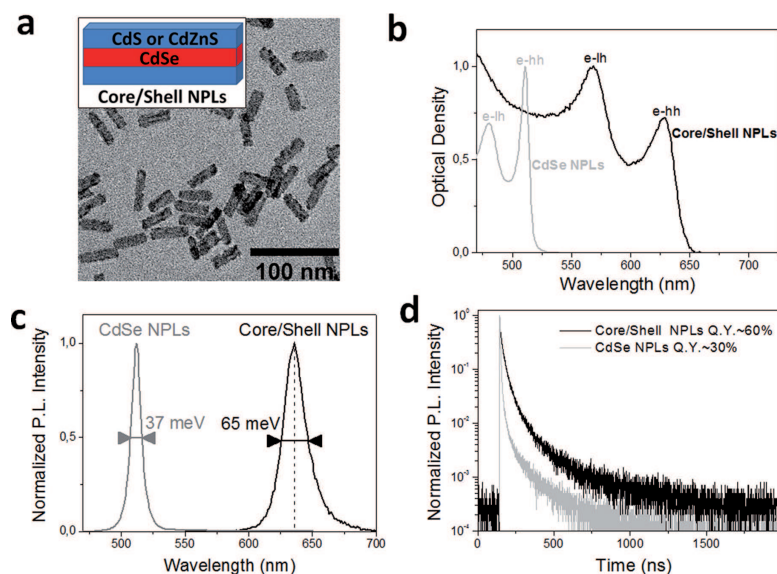 a
CdS or CdZnS
CdSe
Core/Shell NPLs
100 nm
b
e-lh
e-hh
e-lh
e-hh
CdSe NPLs
Core/Shell NPLs
1,0
0,5
0,0
Optical Density
500 550 600 650 700
Wavelength (nm)
c
CdSe NPLs
Core/Shell NPLs
37 meV
65 meV
1,0
0,5
0,0
Normalized P.L. Intensity
500 550 600 650 700
Wavelength (nm)
d
Core/Shell NPLs Q.Y.~60%
CdSe NPLs Q.Y.~30%
10⁰
10⁻¹
10⁻²
10⁻³
10⁻⁴
Normalized P.L. Intensity
0 500 1000 1500
Time (ns)